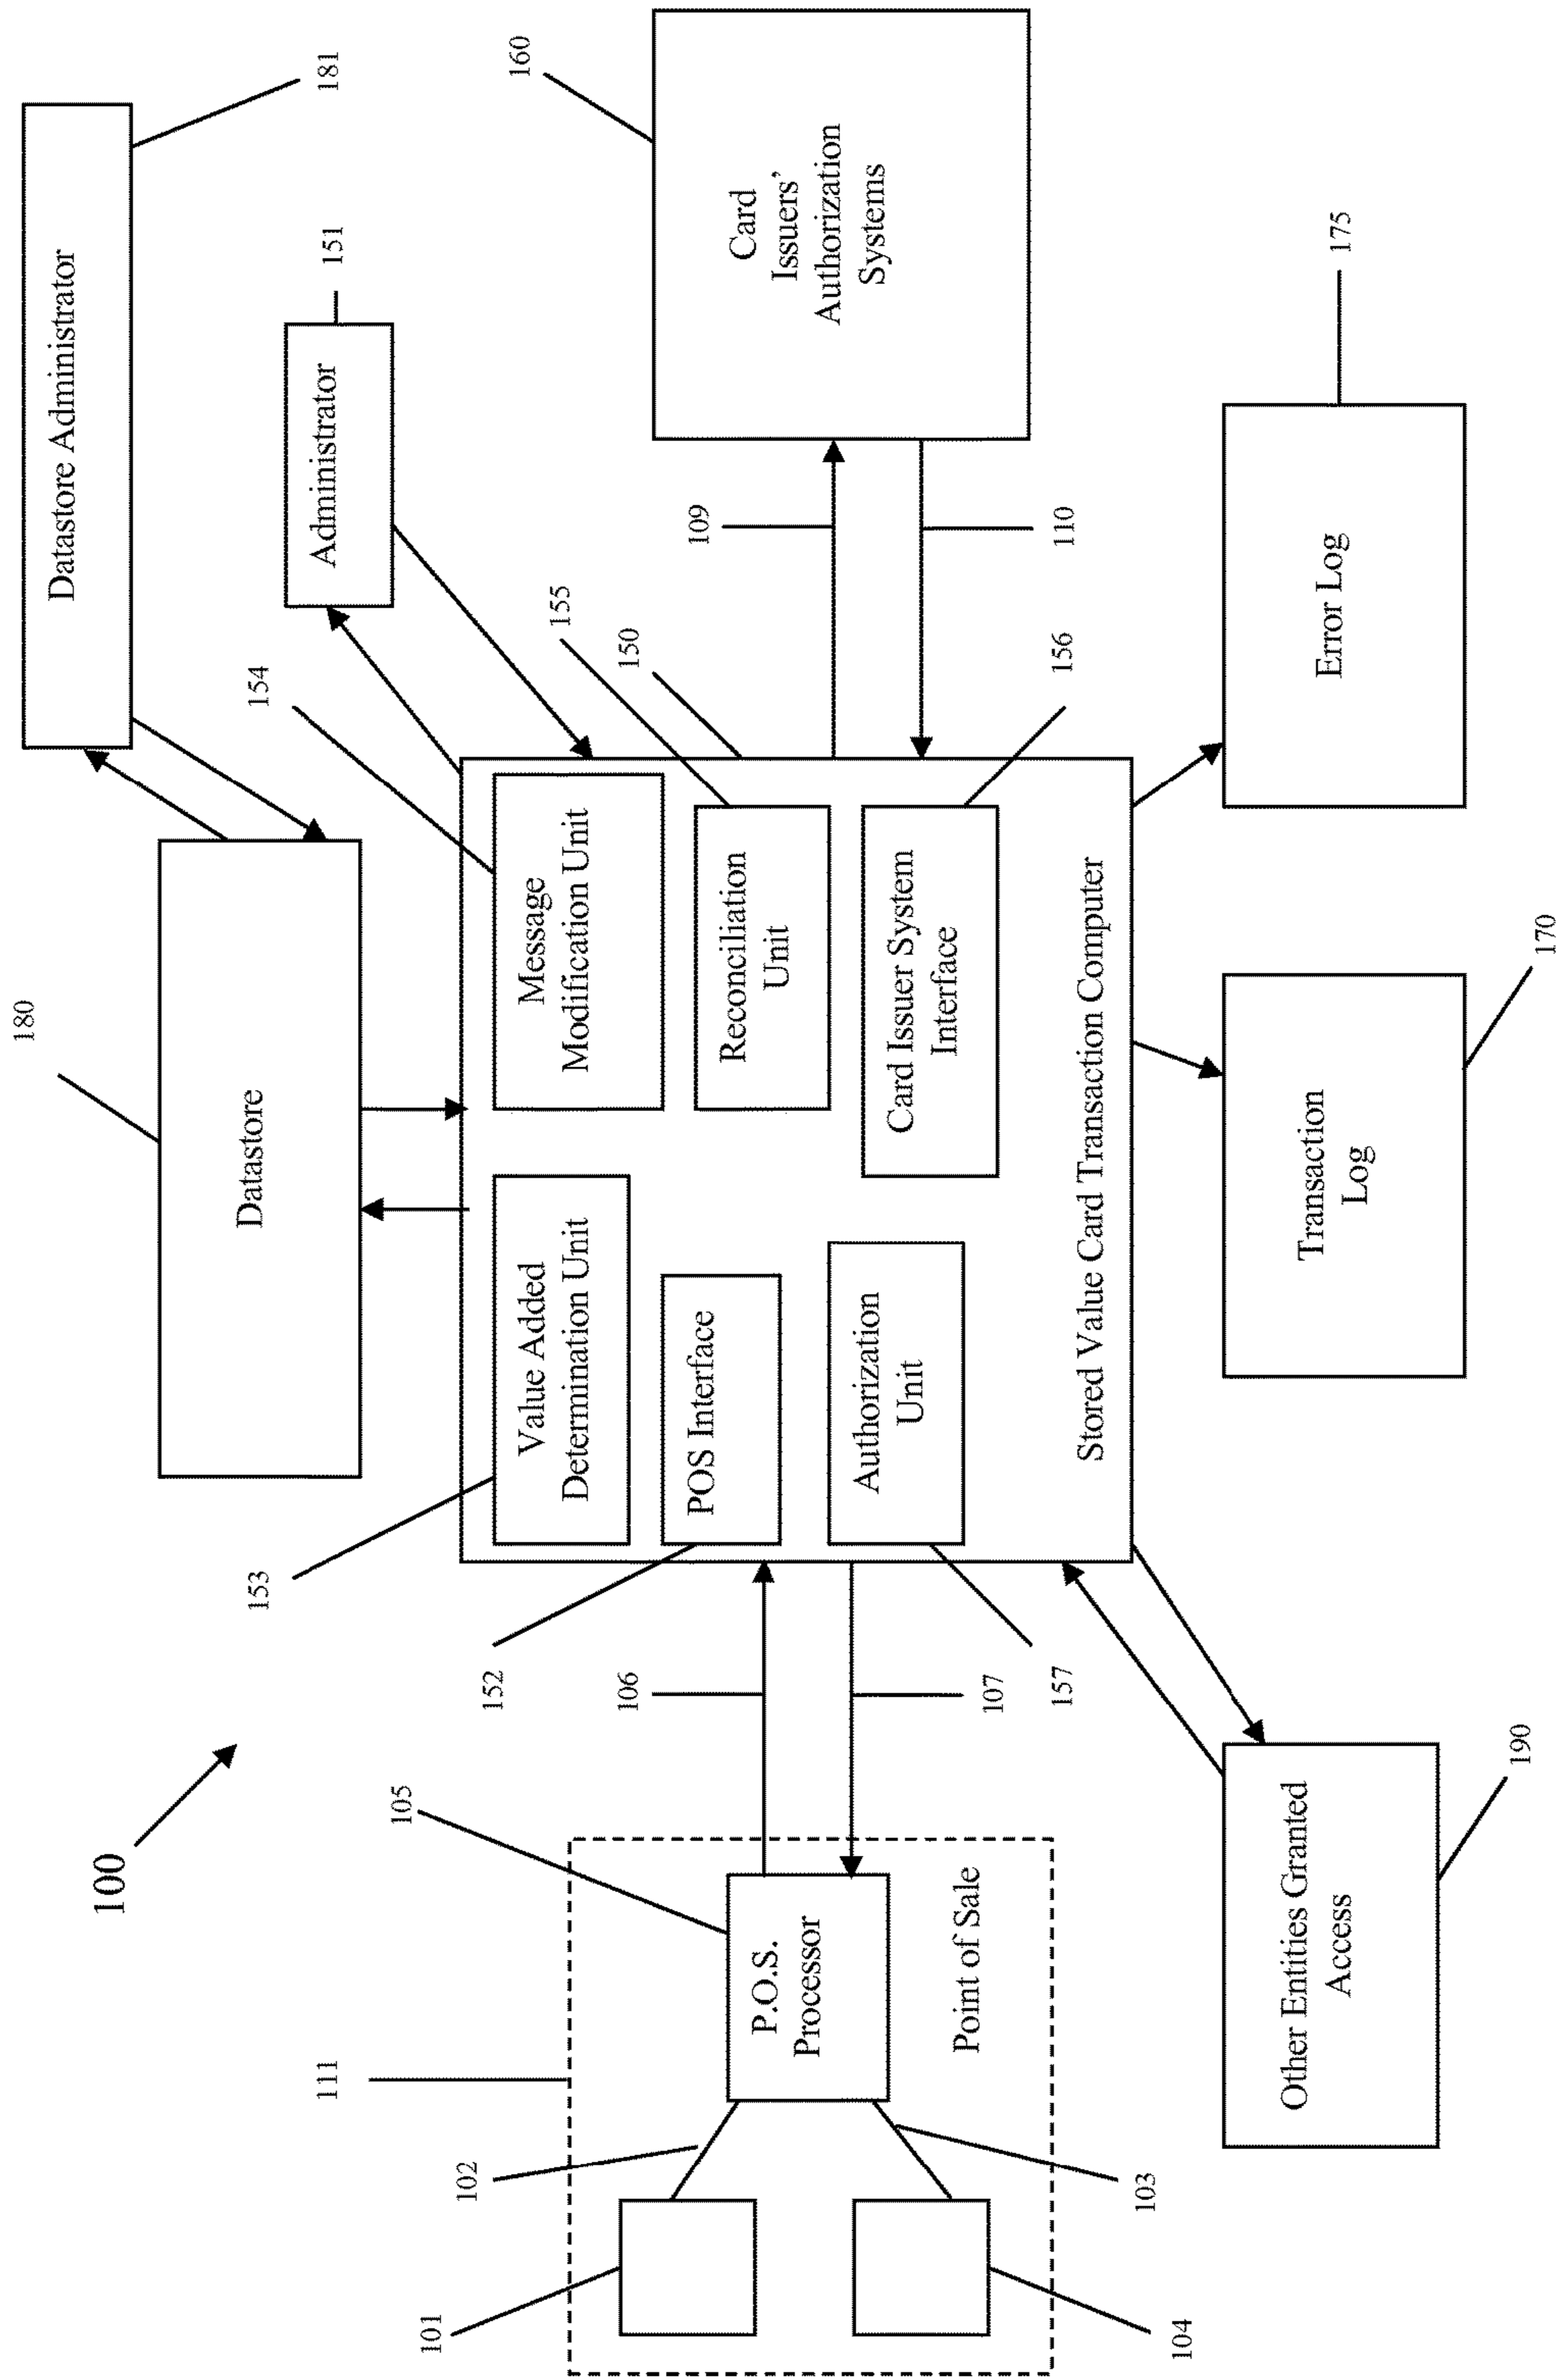 100
180
Datastore
Datastore Administrator
181
Administrator
151
153
154
155
150
152
Value Added
Determination Unit
Message
Modification Unit
POS Interface
Reconciliation
Unit
Authorization
Unit
Card Issuer System
Interface
Stored Value Card Transaction Computer
156
157
106
107
109
110
160
Card
Issuers'
Authorization
Systems
111
105
P.O.S.
Processor
Point of Sale
101
102
103
104
Other Entities Granted
Access
190
Transaction
Log
170
Error Log
175